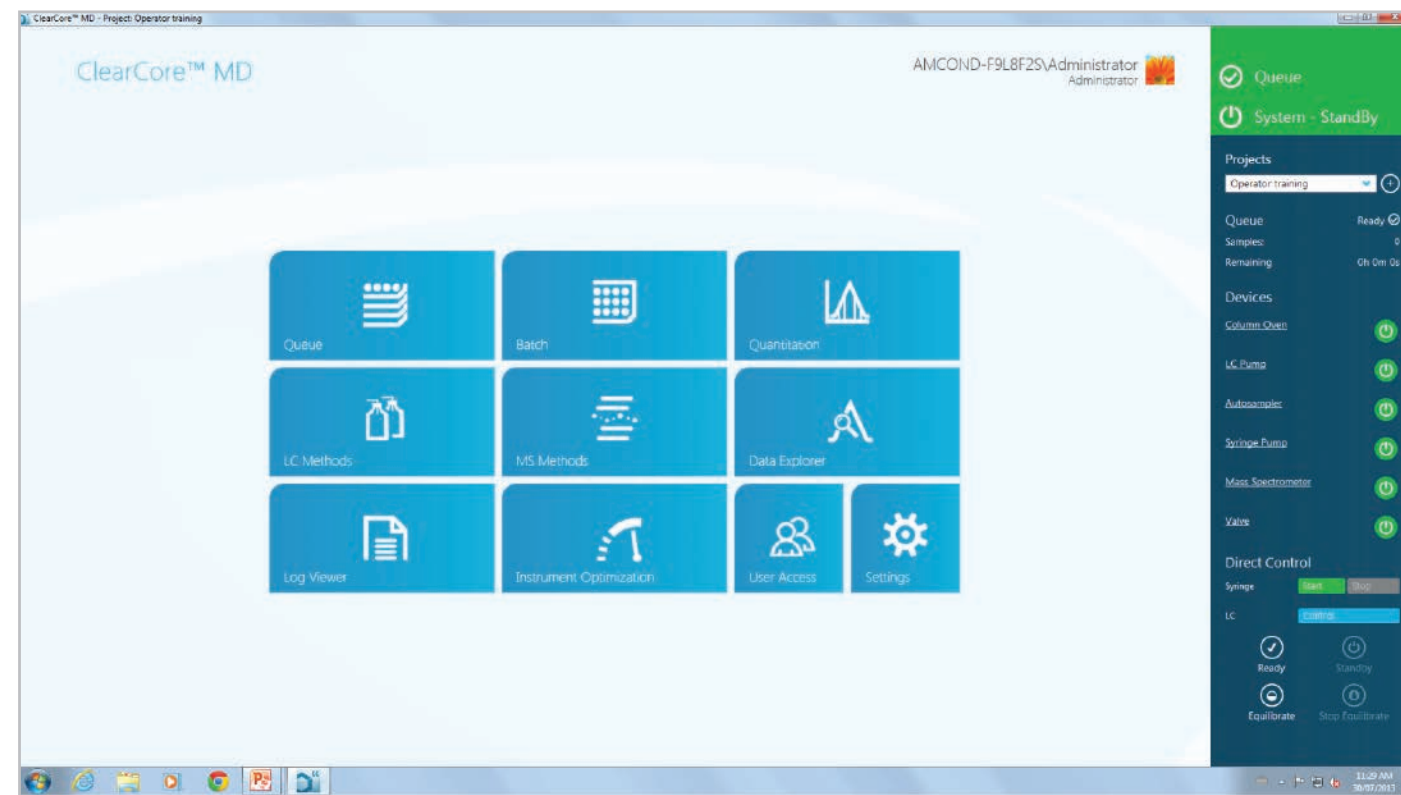 ClearCore™ MD - Project: Operator training
ClearCore™ MD
AMCOND-F9L8F2S\Administrator
Administrator
Queue
Batch
Quantitation
LC Methods
MS Methods
Data Explorer
Log Viewer
Instrument Optimization
User Access
Settings
Queue
System - StandBy
Projects
Operator training
Queue Ready
Samples: 0
Remaining 0h 0m 0s
Devices
Column Oven
LC Pump
Autosampler
Syringe Pump
Mass Spectrometer
Valve
Direct Control
Syringe Start Stop
LC Control
Ready Standby
Equilibrate Stop Equilibrate
11:29 AM
30/07/2013